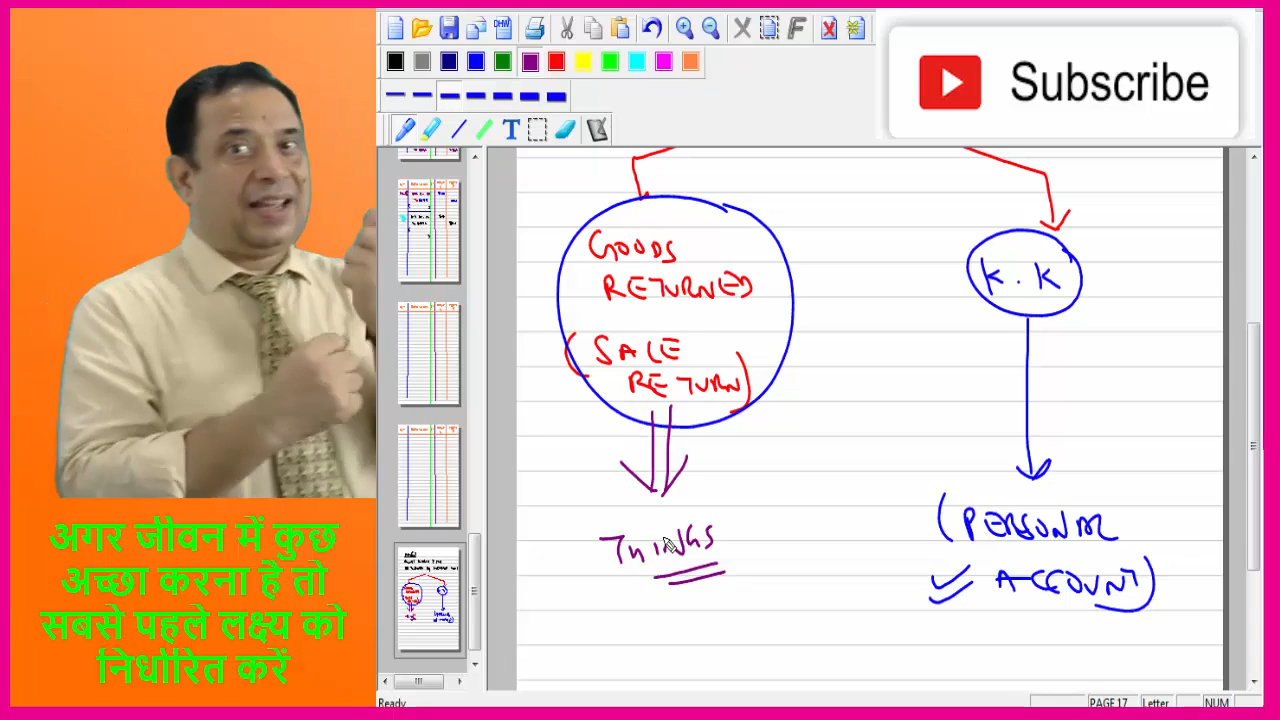 Subscribe
GOODS
RETURNED
(SALE
RETURN)
K.K
THINGS
(PERSONAL
ACCOUNT)
अगर जीवन में कुछ
अच्छा करना है तो
सबसे पहले लक्ष्य को
निर्धारित करें
Ready
PAGE 17
Letter
NUM